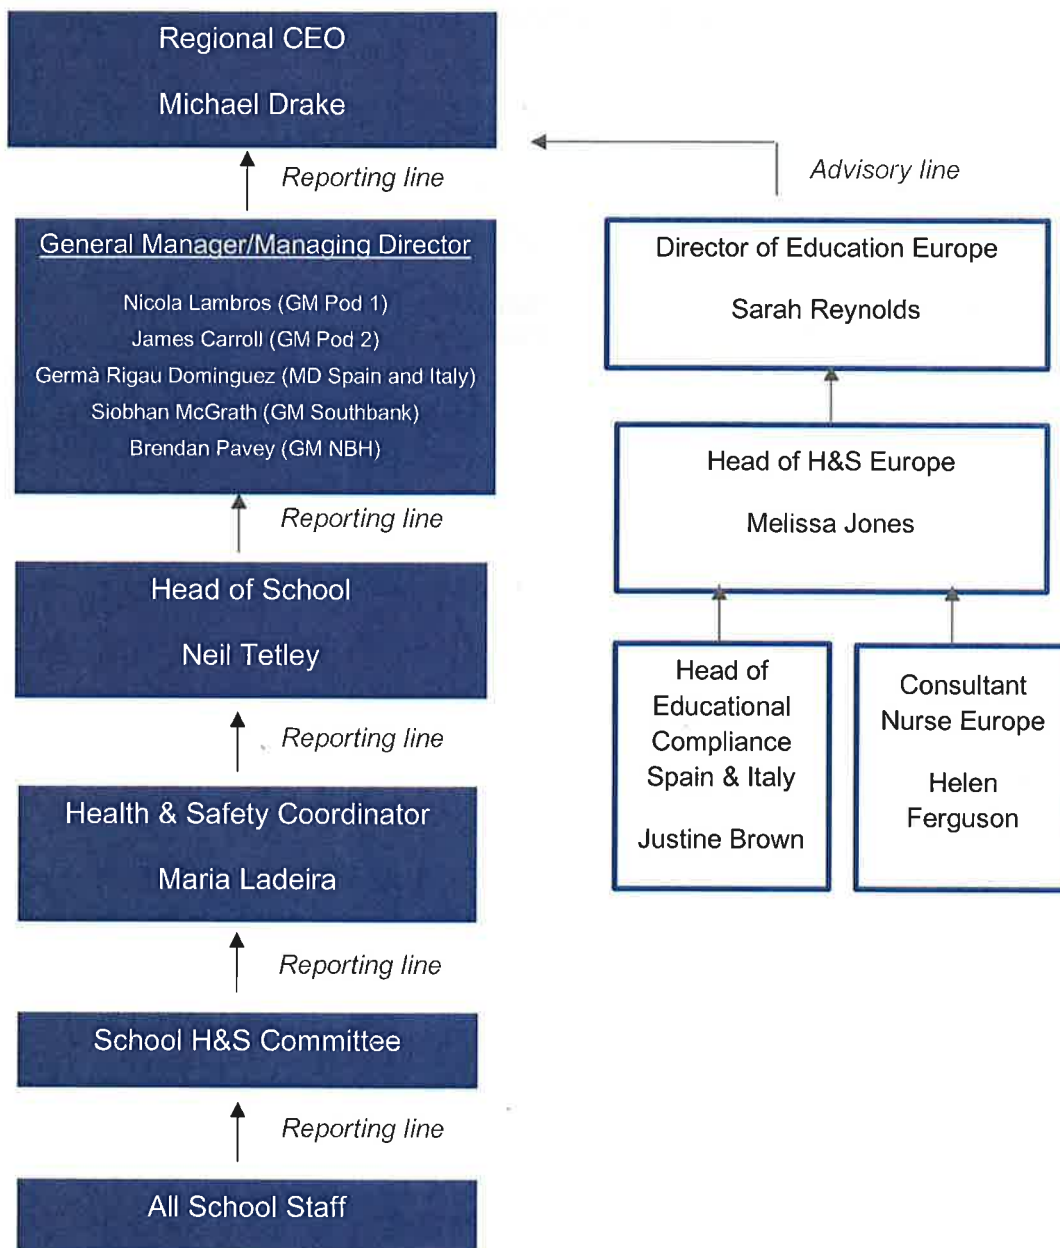 Regional CEO
Michael Drake
Reporting line
General Manager/Managing Director
Nicola Lambros (GM Pod 1)
James Carroll (GM Pod 2)
Germà Rigau Dominguez (MD Spain and Italy)
Siobhan McGrath (GM Southbank)
Brendan Pavey (GM NBH)
Reporting line
Head of School
Neil Tetley
Reporting line
Health & Safety Coordinator
Maria Ladeira
Reporting line
School H&S Committee
Reporting line
All School Staff
Advisory line
Director of Education Europe
Sarah Reynolds
Head of H&S Europe
Melissa Jones
Head of
Educational
Compliance
Spain & Italy
Justine Brown
Consultant
Nurse Europe
Helen
Ferguson